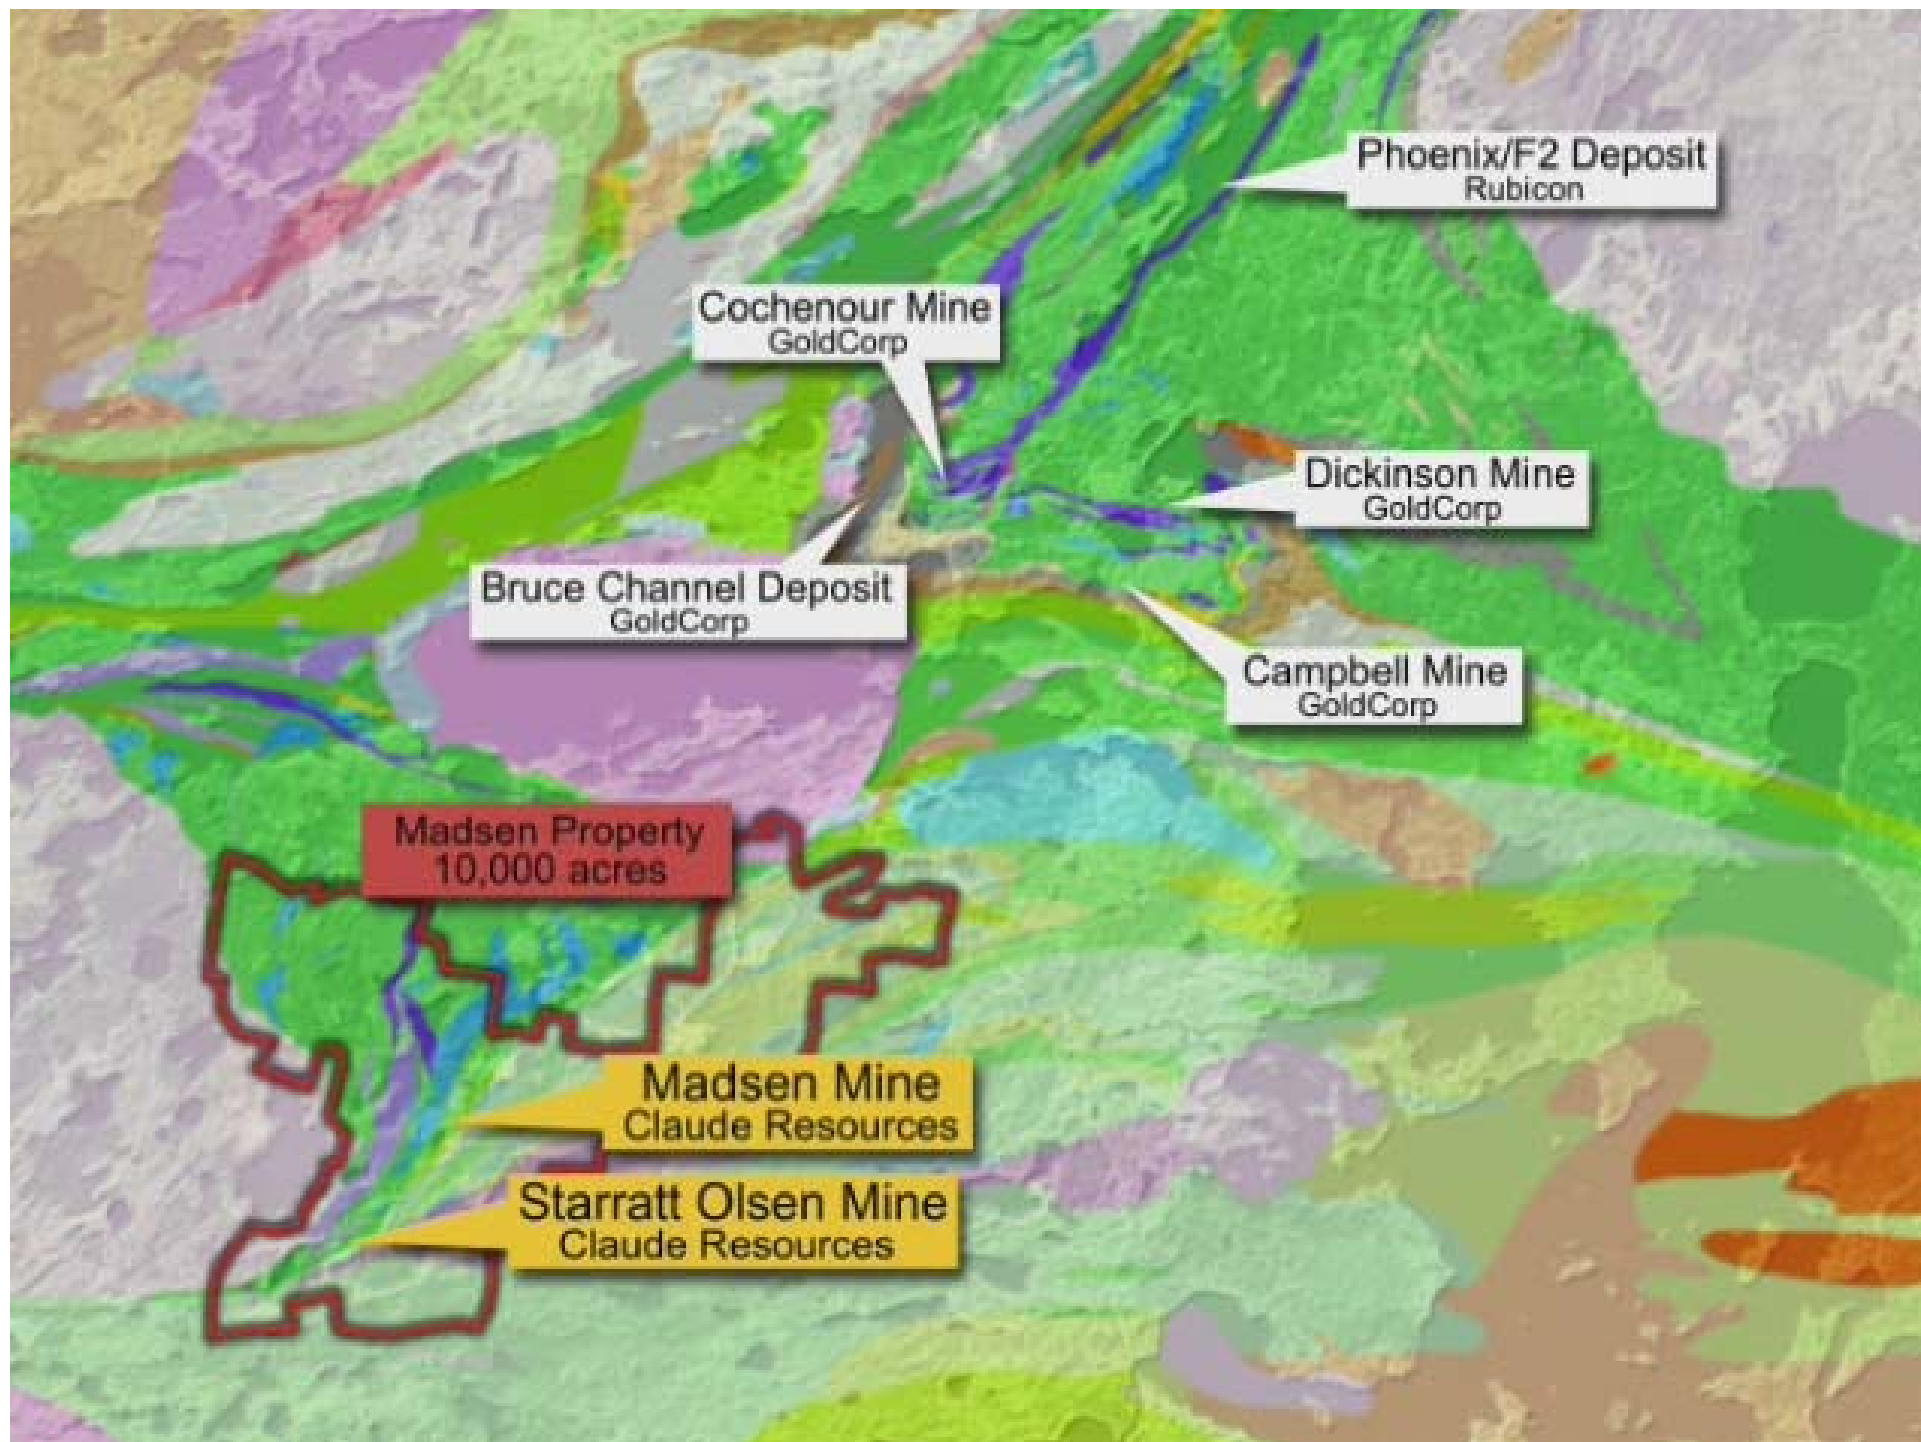 Phoenix/F2 Deposit
Rubicon
Cochenour Mine
GoldCorp
Dickinson Mine
GoldCorp
Bruce Channel Deposit
GoldCorp
Campbell Mine
GoldCorp
Madsen Property
10,000 acres
Madsen Mine
Claude Resources
Starratt Olsen Mine
Claude Resources